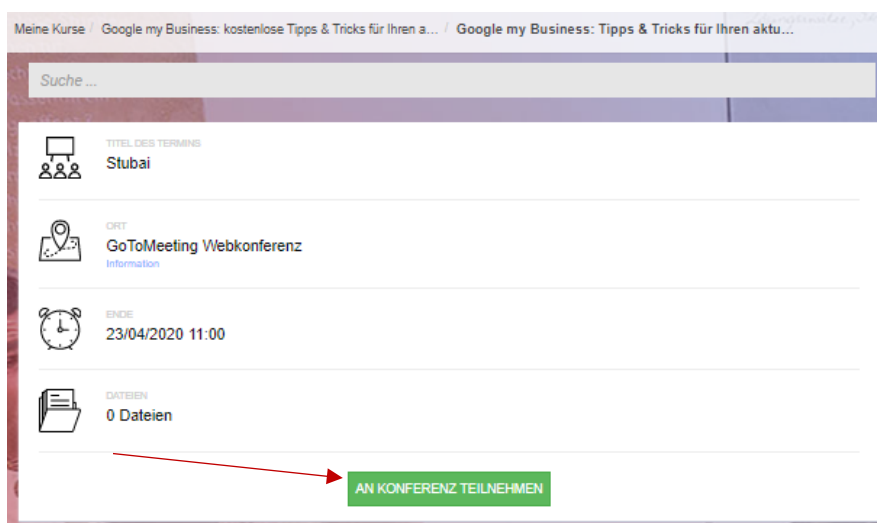 Meine Kurse / Google my Business: kostenlose Tipps & Tricks für Ihren a... / Google my Business: Tipps & Tricks für Ihren aktu...
Suche ...
TITEL DES TERMINS
Stubai
ORT
GoToMeeting Webkonferenz
Information
ENDE
23/04/2020 11:00
DATEIEN
0 Dateien
AN KONFERENZ TEILNEHMEN